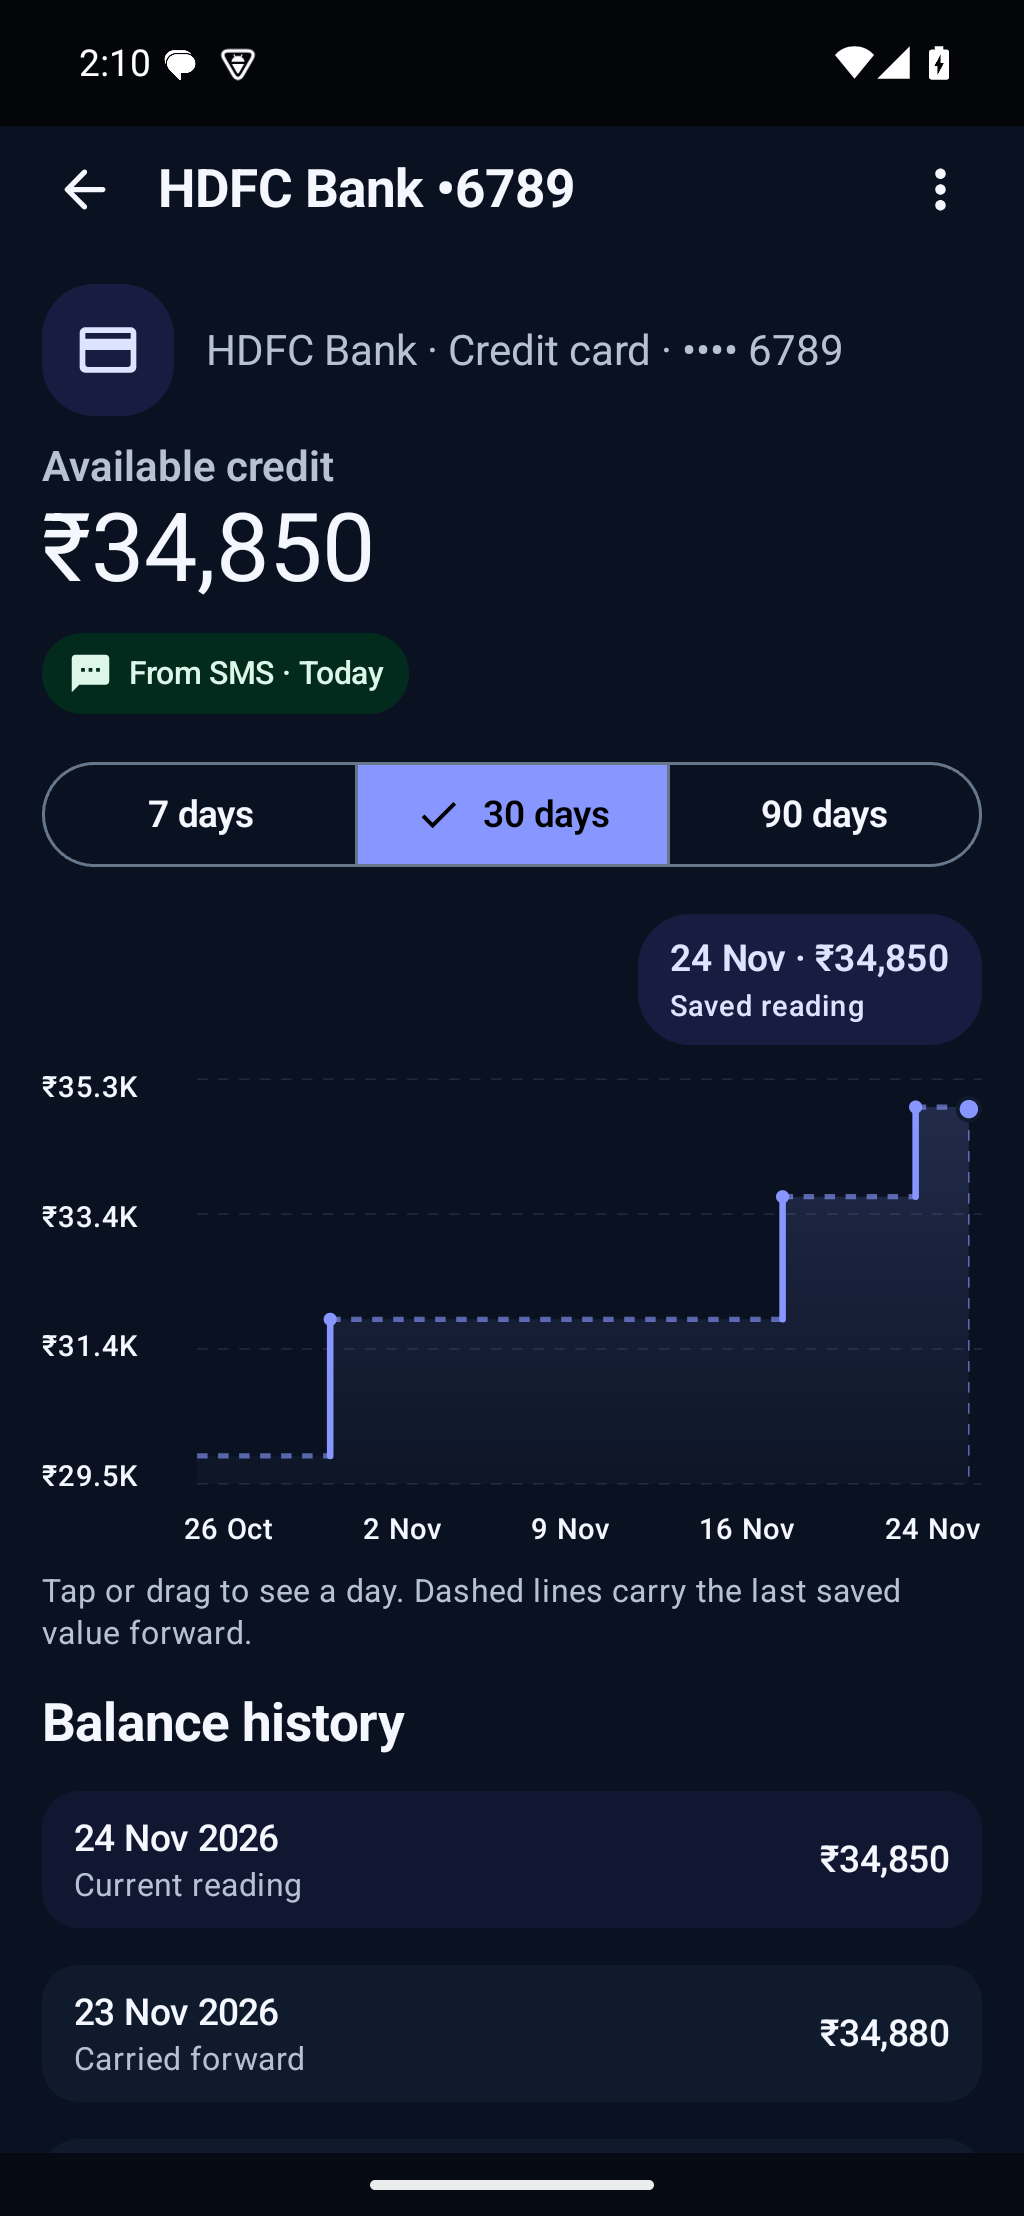 2:10
HDFC Bank •6789
HDFC Bank · Credit card · •••• 6789
Available credit
₹34,850
From SMS · Today
7 days
30 days
90 days
24 Nov · ₹34,850
Saved reading
₹35.3K
₹33.4K
₹31.4K
₹29.5K
26 Oct
2 Nov
9 Nov
16 Nov
24 Nov
Tap or drag to see a day. Dashed lines carry the last saved
value forward.
Balance history
24 Nov 2026
Current reading
₹34,850
23 Nov 2026
Carried forward
₹34,880